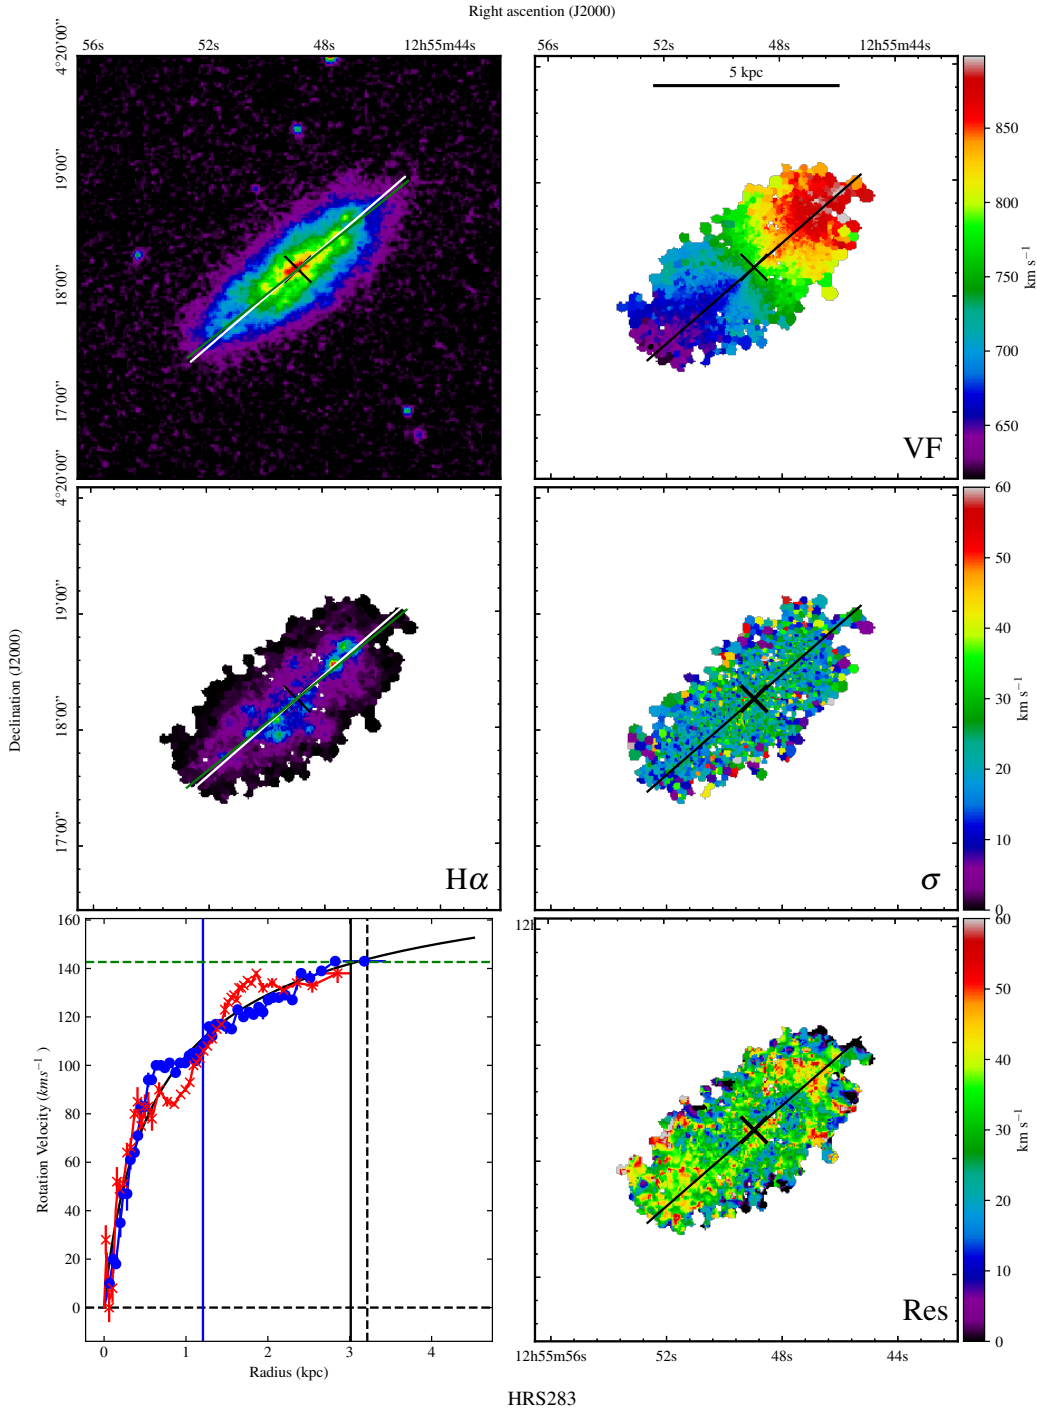 Right ascention (J2000)
56s 52s 48s 12h55m44s
56s 52s 48s 12h55m44s
4°20'00" 19'00" 18'00" 17'00"
5 kpc
VF
850 800 750 700 650
km s⁻¹
Declination (J2000)
4°20'00" 19'00" 18'00" 17'00"
Hα
σ
60 50 40 30 20 10 0
km s⁻¹
160 140 120 100 80 60 40 20 0
Rotation Velocity (kms⁻¹ )
0 1 2 3 4
Radius (kpc)
12h
Res
60 50 40 30 20 10 0
km s⁻¹
12h55m56s 52s 48s 44s
HRS283